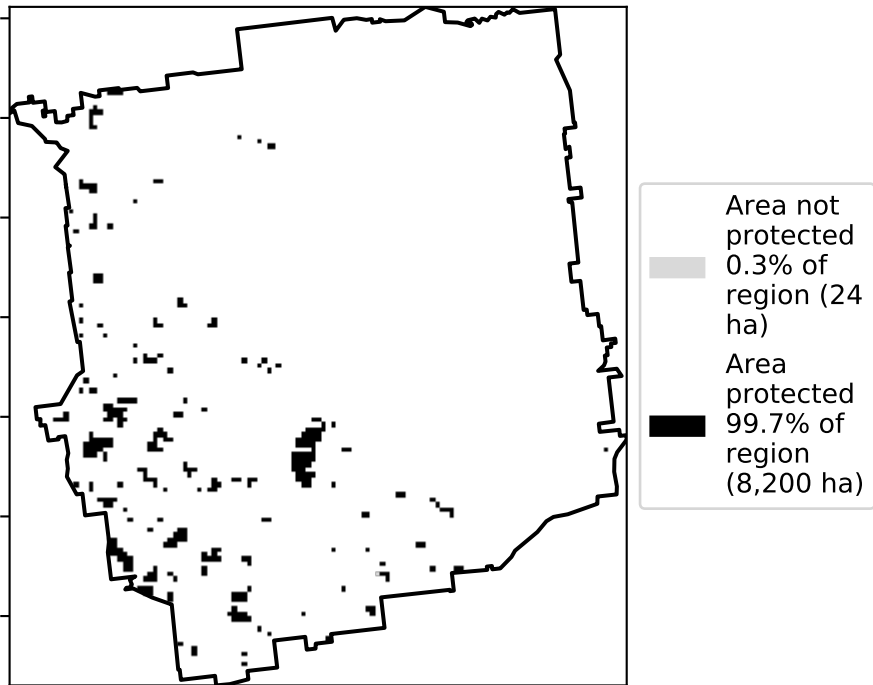 Area not
protected
0.3% of
region (24
ha)
Area
protected
99.7% of
region
(8,200 ha)